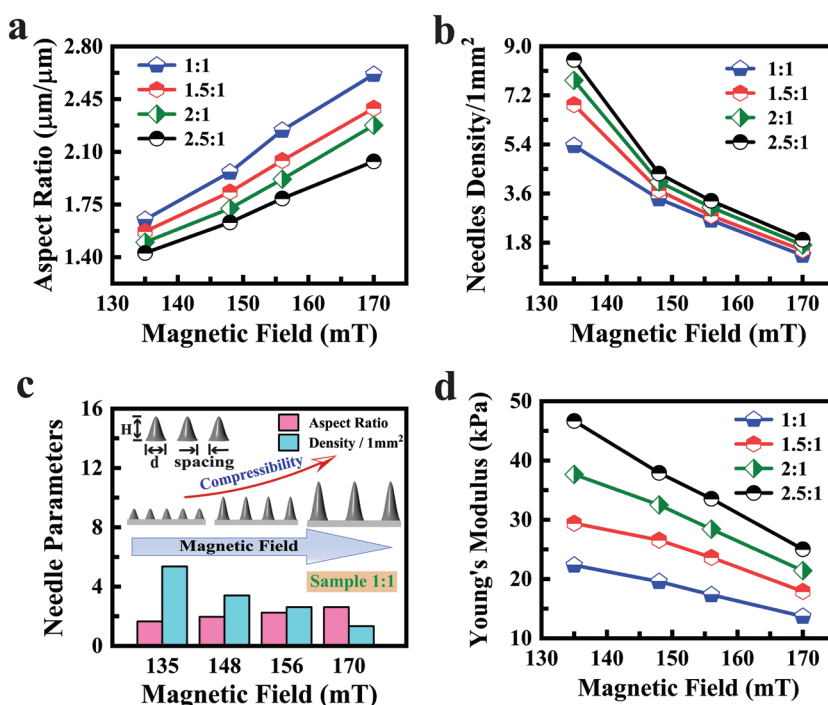 a
2.80
2.45
2.10
1.75
1.40
Aspect Ratio (µm/µm)
1:1
1.5:1
2:1
2.5:1
130 140 150 160 170
Magnetic Field (mT)
b
9.0
7.2
5.4
3.6
1.8
Needles Density/1mm²
1:1
1.5:1
2:1
2.5:1
130 140 150 160 170
Magnetic Field (mT)
c
16
12
8
4
0
Needle Parameters
H
d
spacing
Aspect Ratio
Density / 1mm²
Compressibility
Magnetic Field
Sample 1:1
135 148 156 170
Magnetic Field (mT)
d
50
40
30
20
10
Young's Modulus (kPa)
1:1
1.5:1
2:1
2.5:1
130 140 150 160 170
Magnetic Field (mT)